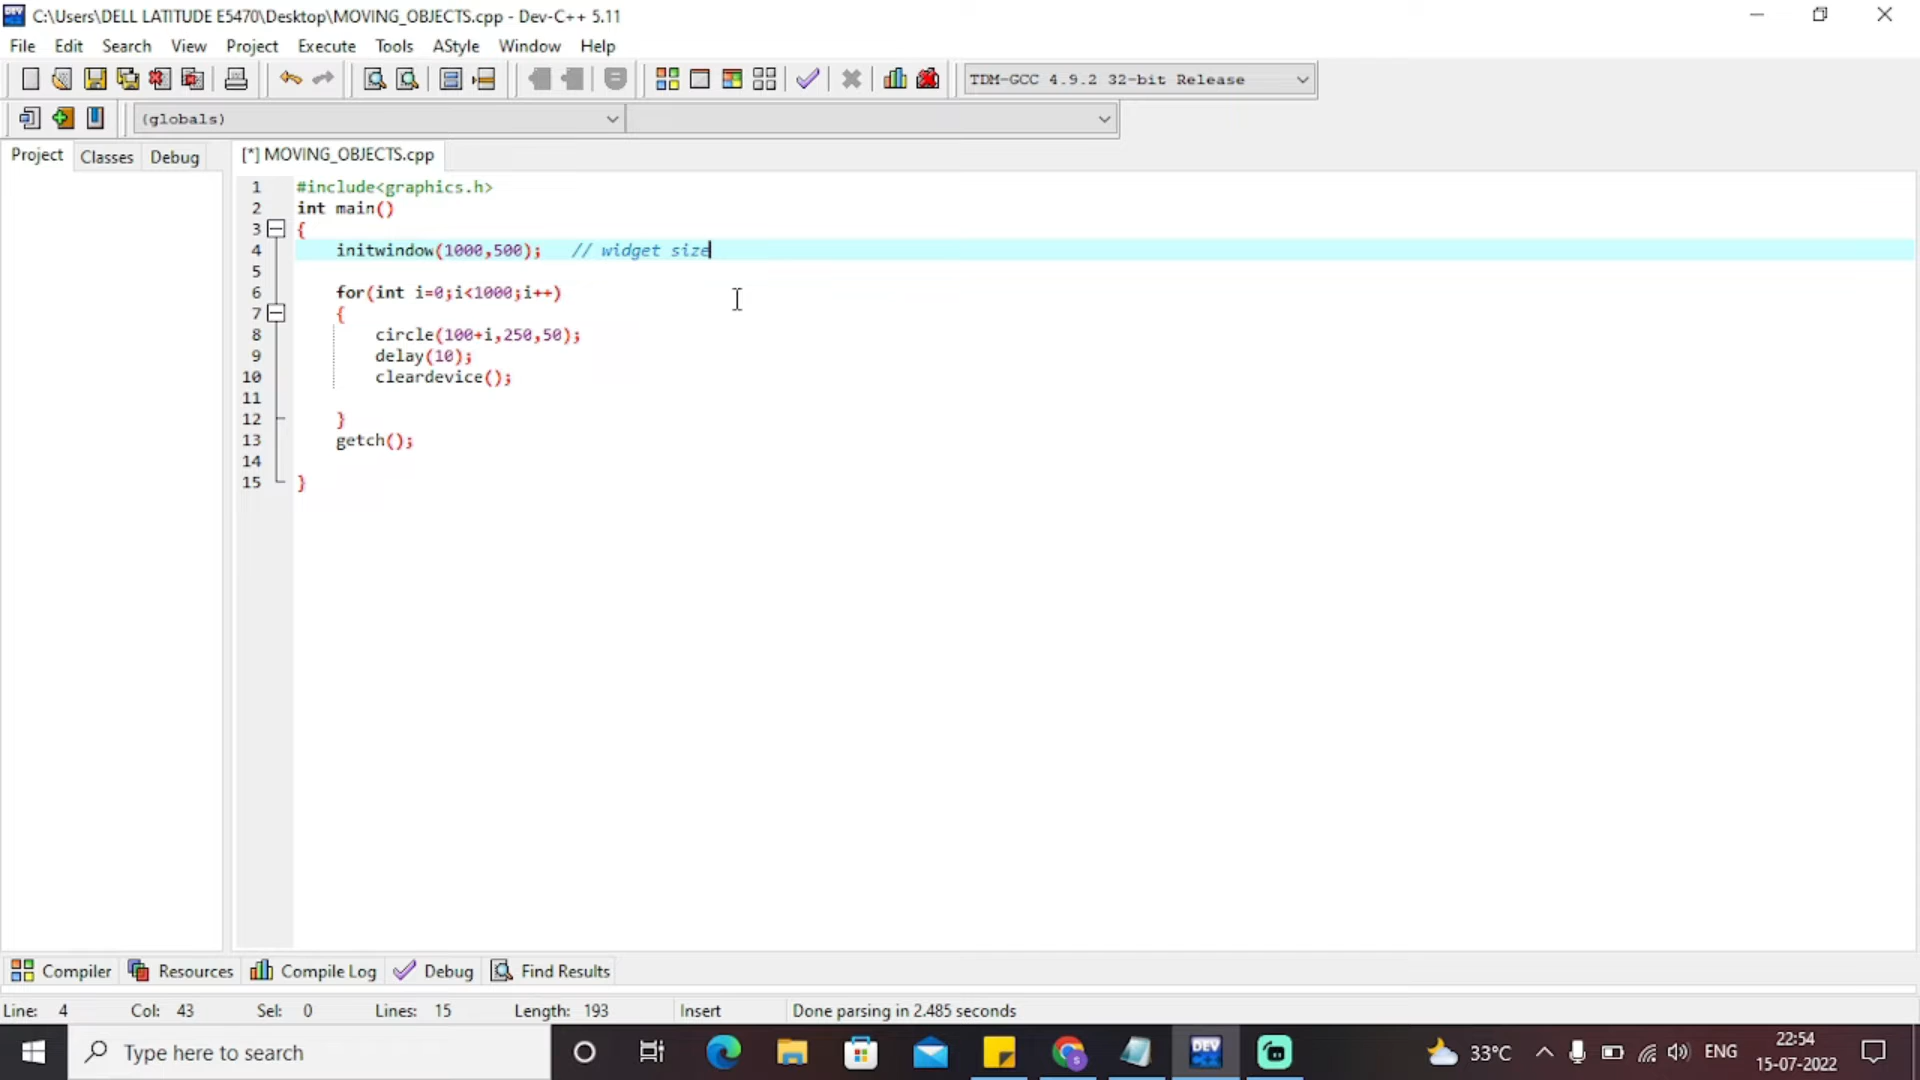 C:\Users\DELL LATITUDE E5470\Desktop\MOVING_OBJECTS.cpp - Dev-C++ 5.11
File Edit Search View Project Execute Tools AStyle Window Help
TDM-GCC 4.9.2 32-bit Release
(globals)
Project Classes Debug [*] MOVING_OBJECTS.cpp
1 #include<graphics.h>
2 int main()
3 {
4 initwindow(1000,500); // widget size
5
6 for(int i=0;i<1000;i++)
7 {
8 circle(100+i,250,50);
9 delay(10);
10 cleardevice();
11
12 }
13 getch();
14
15 }
Compiler Resources Compile Log Debug Find Results
Line: 4 Col: 43 Sel: 0 Lines: 15 Length: 193 Insert Done parsing in 2.485 seconds
Type here to search DEV 33°C ENG 22:54
15-07-2022